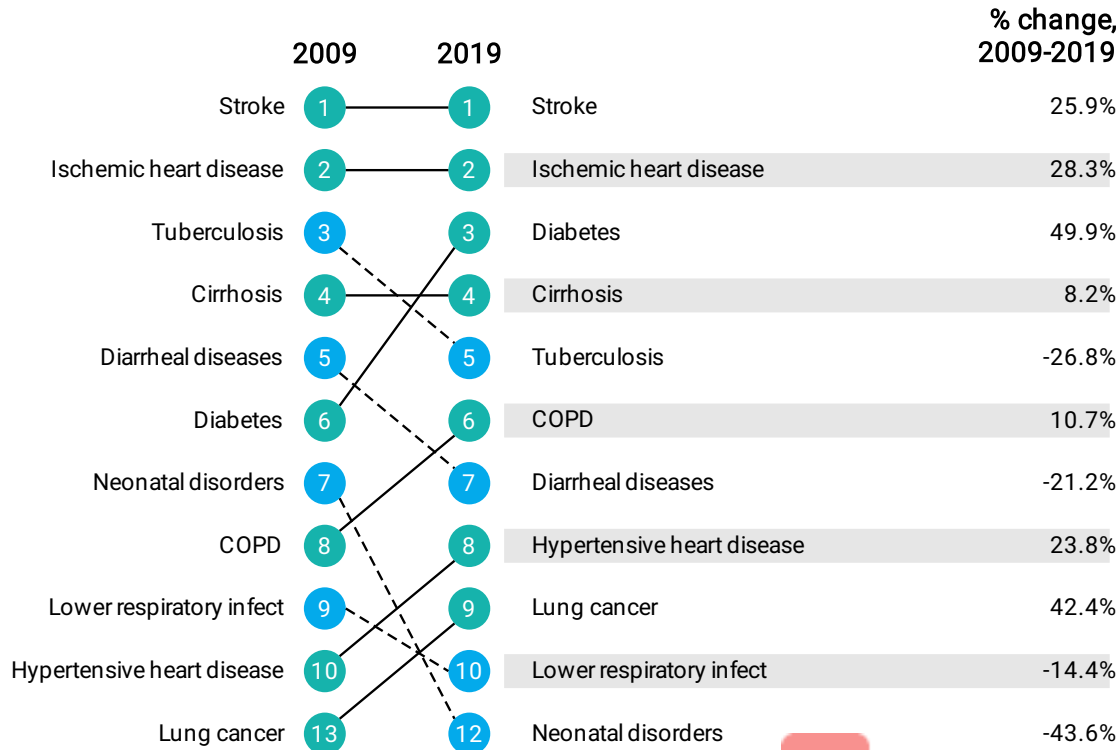 % change,
2009 2019 2009-2019
Stroke 1 1 Stroke 25.9%
Ischemic heart disease 2 2 Ischemic heart disease 28.3%
Tuberculosis 3 3 Diabetes 49.9%
Cirrhosis 4 4 Cirrhosis 8.2%
Diarrheal diseases 5 5 Tuberculosis -26.8%
Diabetes 6 6 COPD 10.7%
Neonatal disorders 7 7 Diarrheal diseases -21.2%
COPD 8 8 Hypertensive heart disease 23.8%
Lower respiratory infect 9 9 Lung cancer 42.4%
Hypertensive heart disease 10 10 Lower respiratory infect -14.4%
Lung cancer 13 12 Neonatal disorders -43.6%